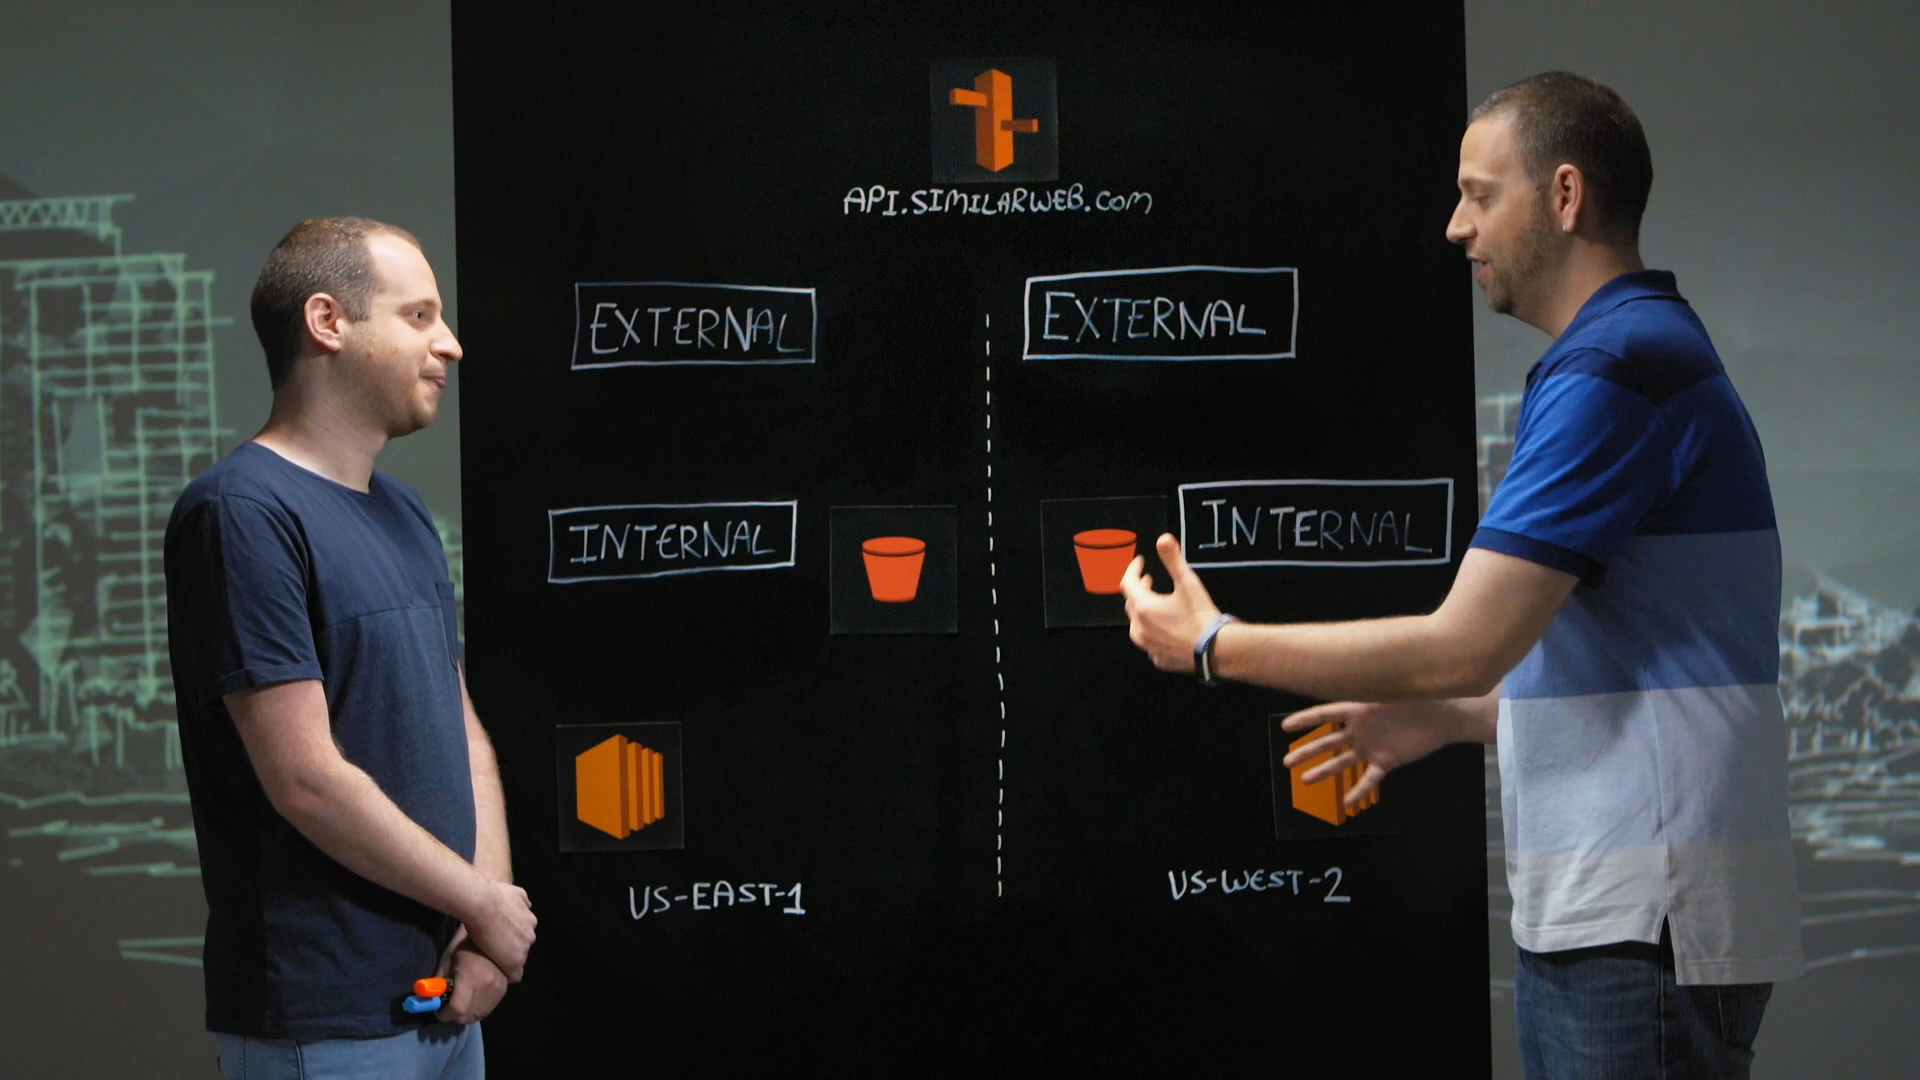 API.SIMILARWEB.COM
EXTERNAL
EXTERNAL
INTERNAL
INTERNAL
US-EAST-1
US-WEST-2